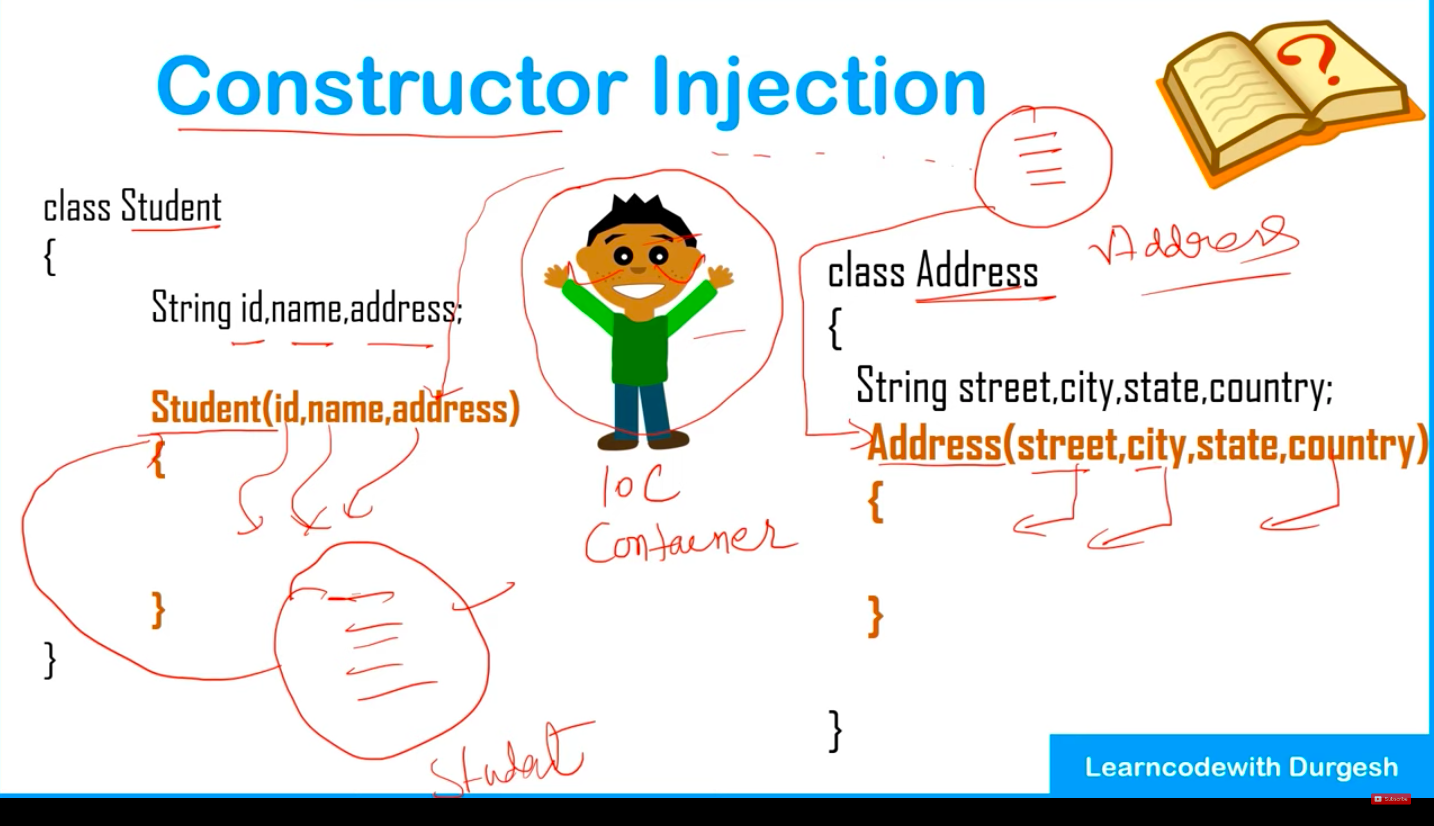 Constructor Injection
?
class Student
{
String id,name,address;
Student(id,name,address)
{
}
}
IOC
Container
Student
Address
class Address
{
String street,city,state,country;
Address(street,city,state,country)
{
}
}
Learncodewith Durgesh
Subscribe